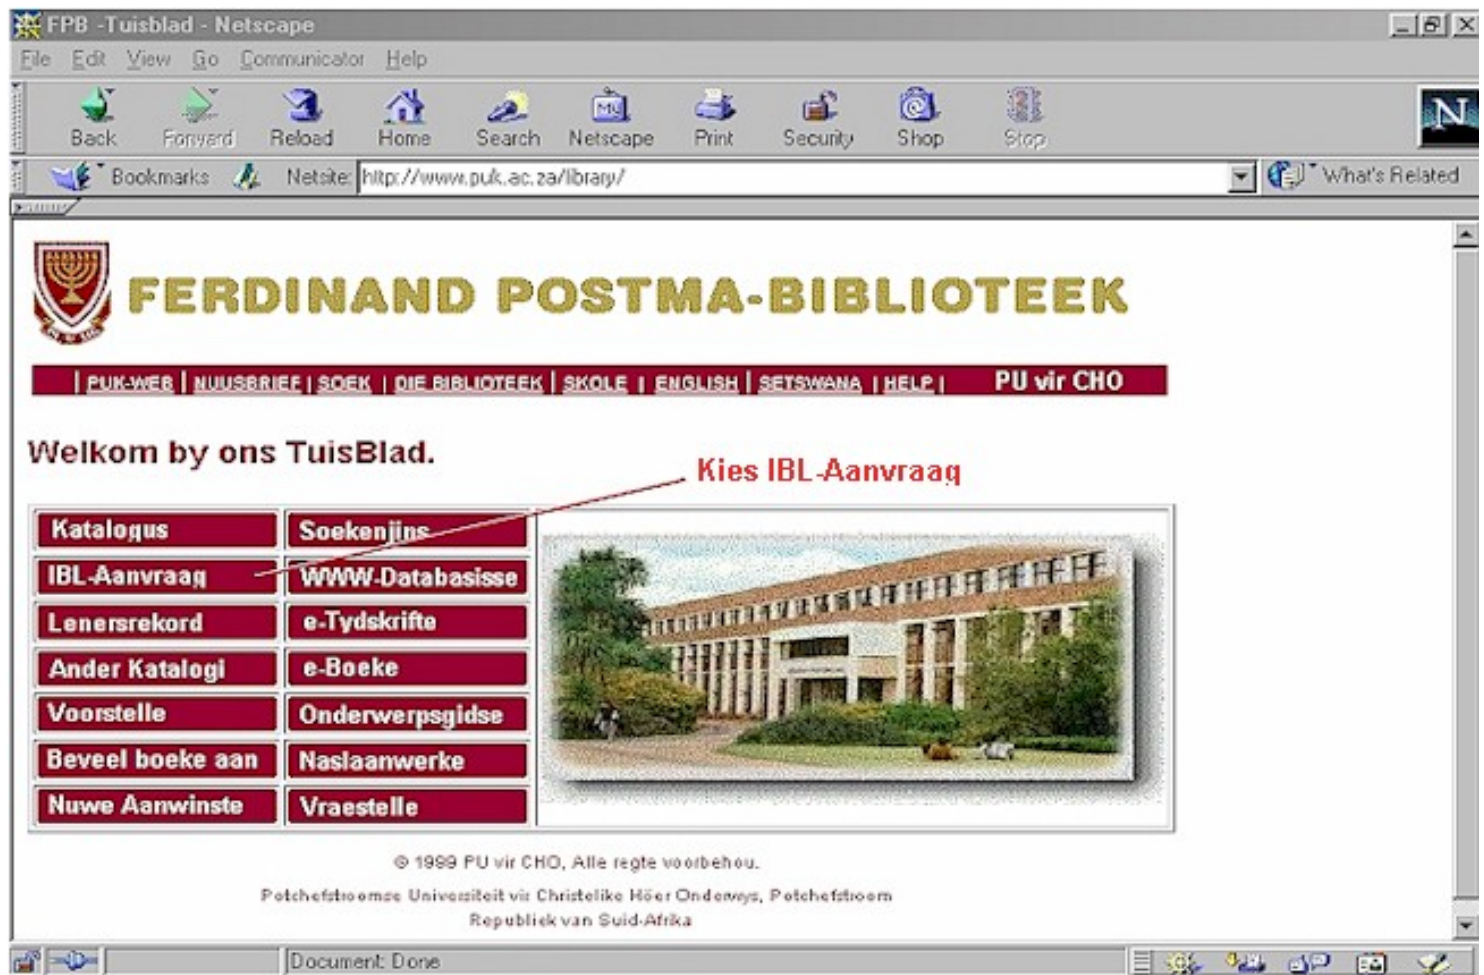 FPB -Tuisblad - Netscape
File Edit View Go Communicator Help
Back Forward Reload Home Search Netscape Print Security Shop Stop
My
N
Bookmarks Netsite: http://www.puk.ac.za/library/ What's Related
FERDINAND POSTMA-BIBLIOTEEK
| PUK-WEB | NUUSBRIEF | SOEK | DIE BIBLIOTEEK | SKOLE | ENGLISH | SETSWANA | HELP | PU vir CHO
Welkom by ons TuisBlad.
Kies IBL-Aanvraag
Katalogus Soekenjins
IBL-Aanvraag WWW-Databasisse
Lenersrekord e-Tydskrifte
Ander Katalogi e-Boeke
Voorstelle Onderwerpsgidse
Beveel boeke aan Naslaanwerke
Nuwe Aanwinste Vraestelle
© 1999 PU vir CHO, Alle regte voorbehou.
Potchefstroomse Universiteit vir Christelike Höer Onderwys, Potchefstroom
Republiek van Suid-Afrika
Document: Done